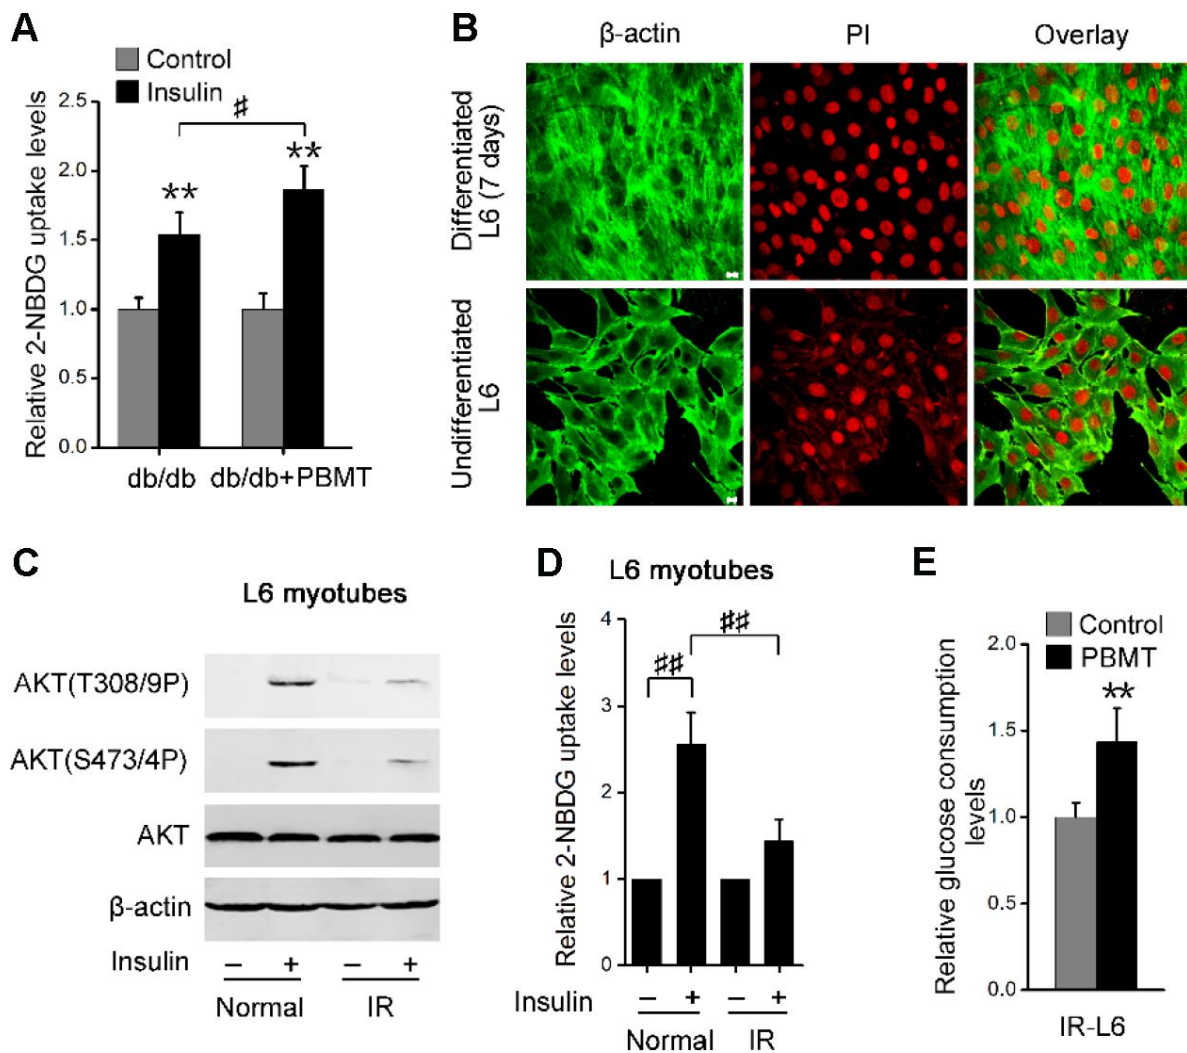 A
Control
Insulin
Relative 2-NBDG uptake levels
2.5
2.0
1.5
1.0
0.5
0.0
♯
**
**
db/db
db/db+PBMT
B
β-actin
PI
Overlay
Differentiated
L6 (7 days)
Undifferentiated
L6
C
L6 myotubes
AKT(T308/9P)
AKT(S473/4P)
AKT
β-actin
Insulin
– + – +
Normal
IR
D
L6 myotubes
Relative 2-NBDG uptake levels
4
3
2
1
0
♯♯
♯♯
Insulin
– + – +
Normal
IR
E
Control
PBMT
Relative glucose consumption
levels
2.0
1.5
1.0
0.5
0.0
**
IR-L6